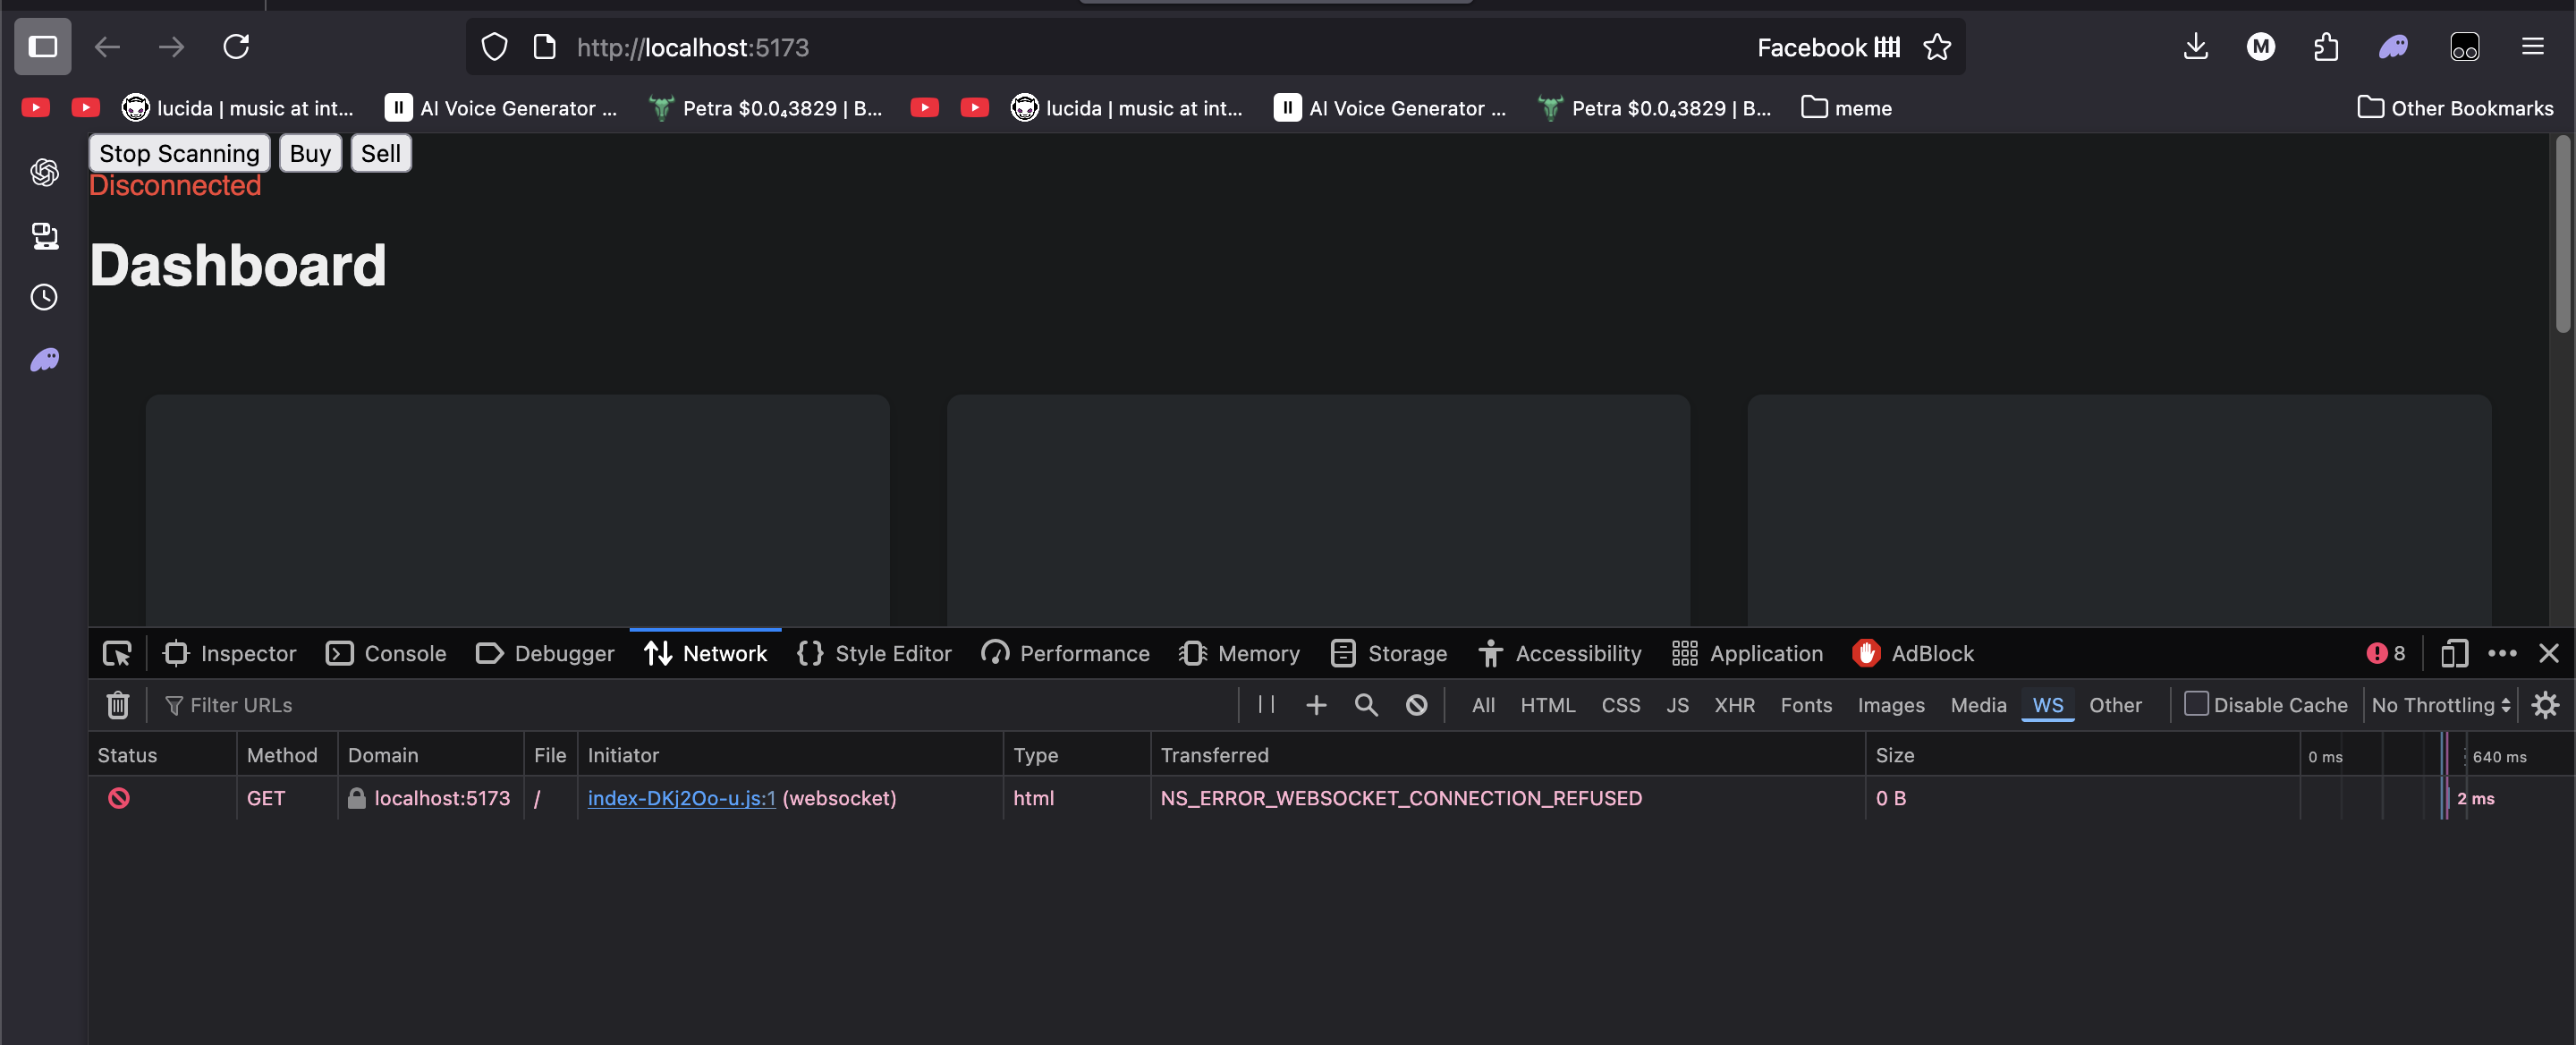 http://localhost:5173
Facebook
M
lucida | music at int...
AI Voice Generator ...
Petra $0.0₄3829 | B...
lucida | music at int...
AI Voice Generator ...
Petra $0.0₄3829 | B...
meme
Other Bookmarks
Stop Scanning Buy Sell
Disconnected
Dashboard
Inspector Console Debugger Network Style Editor Performance Memory Storage Accessibility Application AdBlock 8
Filter URLs All HTML CSS JS XHR Fonts Images Media WS Other Disable Cache No Throttling
Status Method Domain File Initiator Type Transferred Size 0 ms 640 ms
GET localhost:5173 / index-DKj2Oo-u.js:1 (websocket) html NS_ERROR_WEBSOCKET_CONNECTION_REFUSED 0 B 2 ms